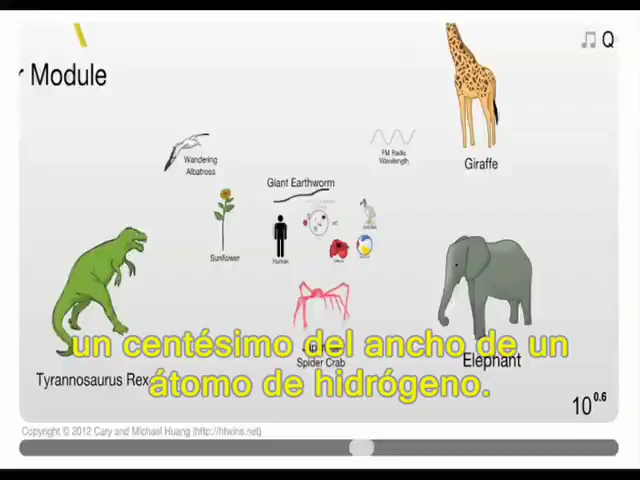 Q
r Module
Giraffe
Wandering
Albatross
FM Radio
Wavelength
Giant Earthworm
Sunflower
Human
un centésimo del ancho de un
átomo de hidrógeno.
Spider Crab
Elephant
Tyrannosaurus Rex
10^0.6
Copyright © 2012 Cary and Michael Huang (http://htwins.net)